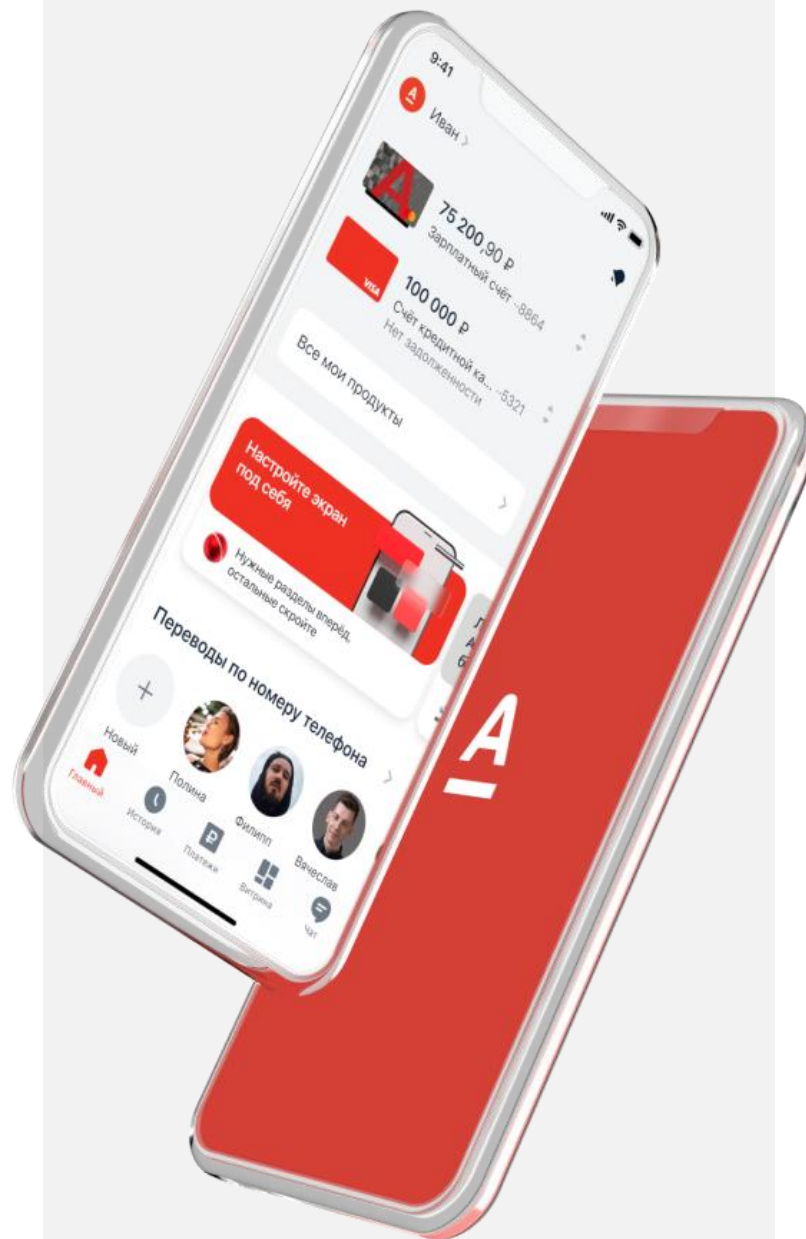 9:41
Иван
75 200,90 ₽
Зарплатный счёт ··8864
VISA
100 000 ₽
Счёт кредитной ка... ··5321
Нет задолженности
Все мои продукты
Настройте экран
под себя
Нужные разделы вперёд,
остальные скройте
Л
А
б
Переводы по номеру телефона
Новый
Полина
Филипп
Вячеслав
Главный
История
Платежи
Витрина
Чат
А